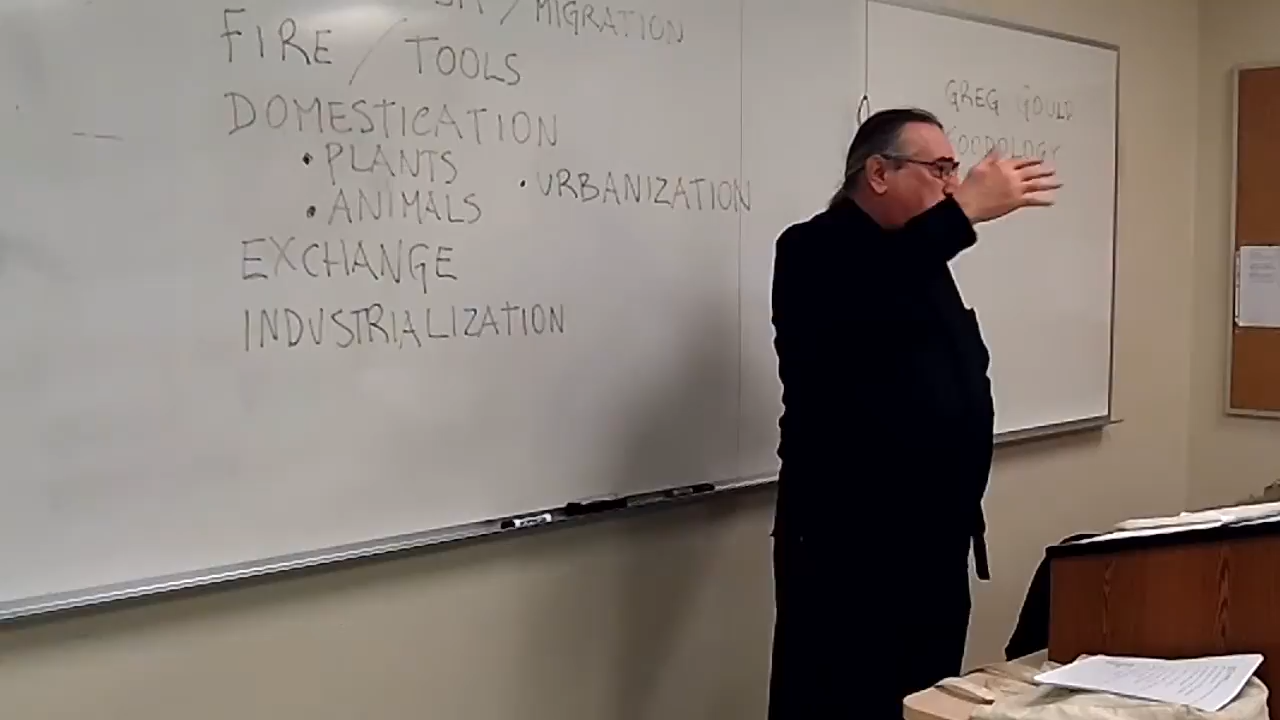 / MIGRATION
FIRE / TOOLS
DOMESTICATION
• PLANTS
• URBANIZATION
• ANIMALS
EXCHANGE
INDUSTRIALIZATION
GREG GOULD